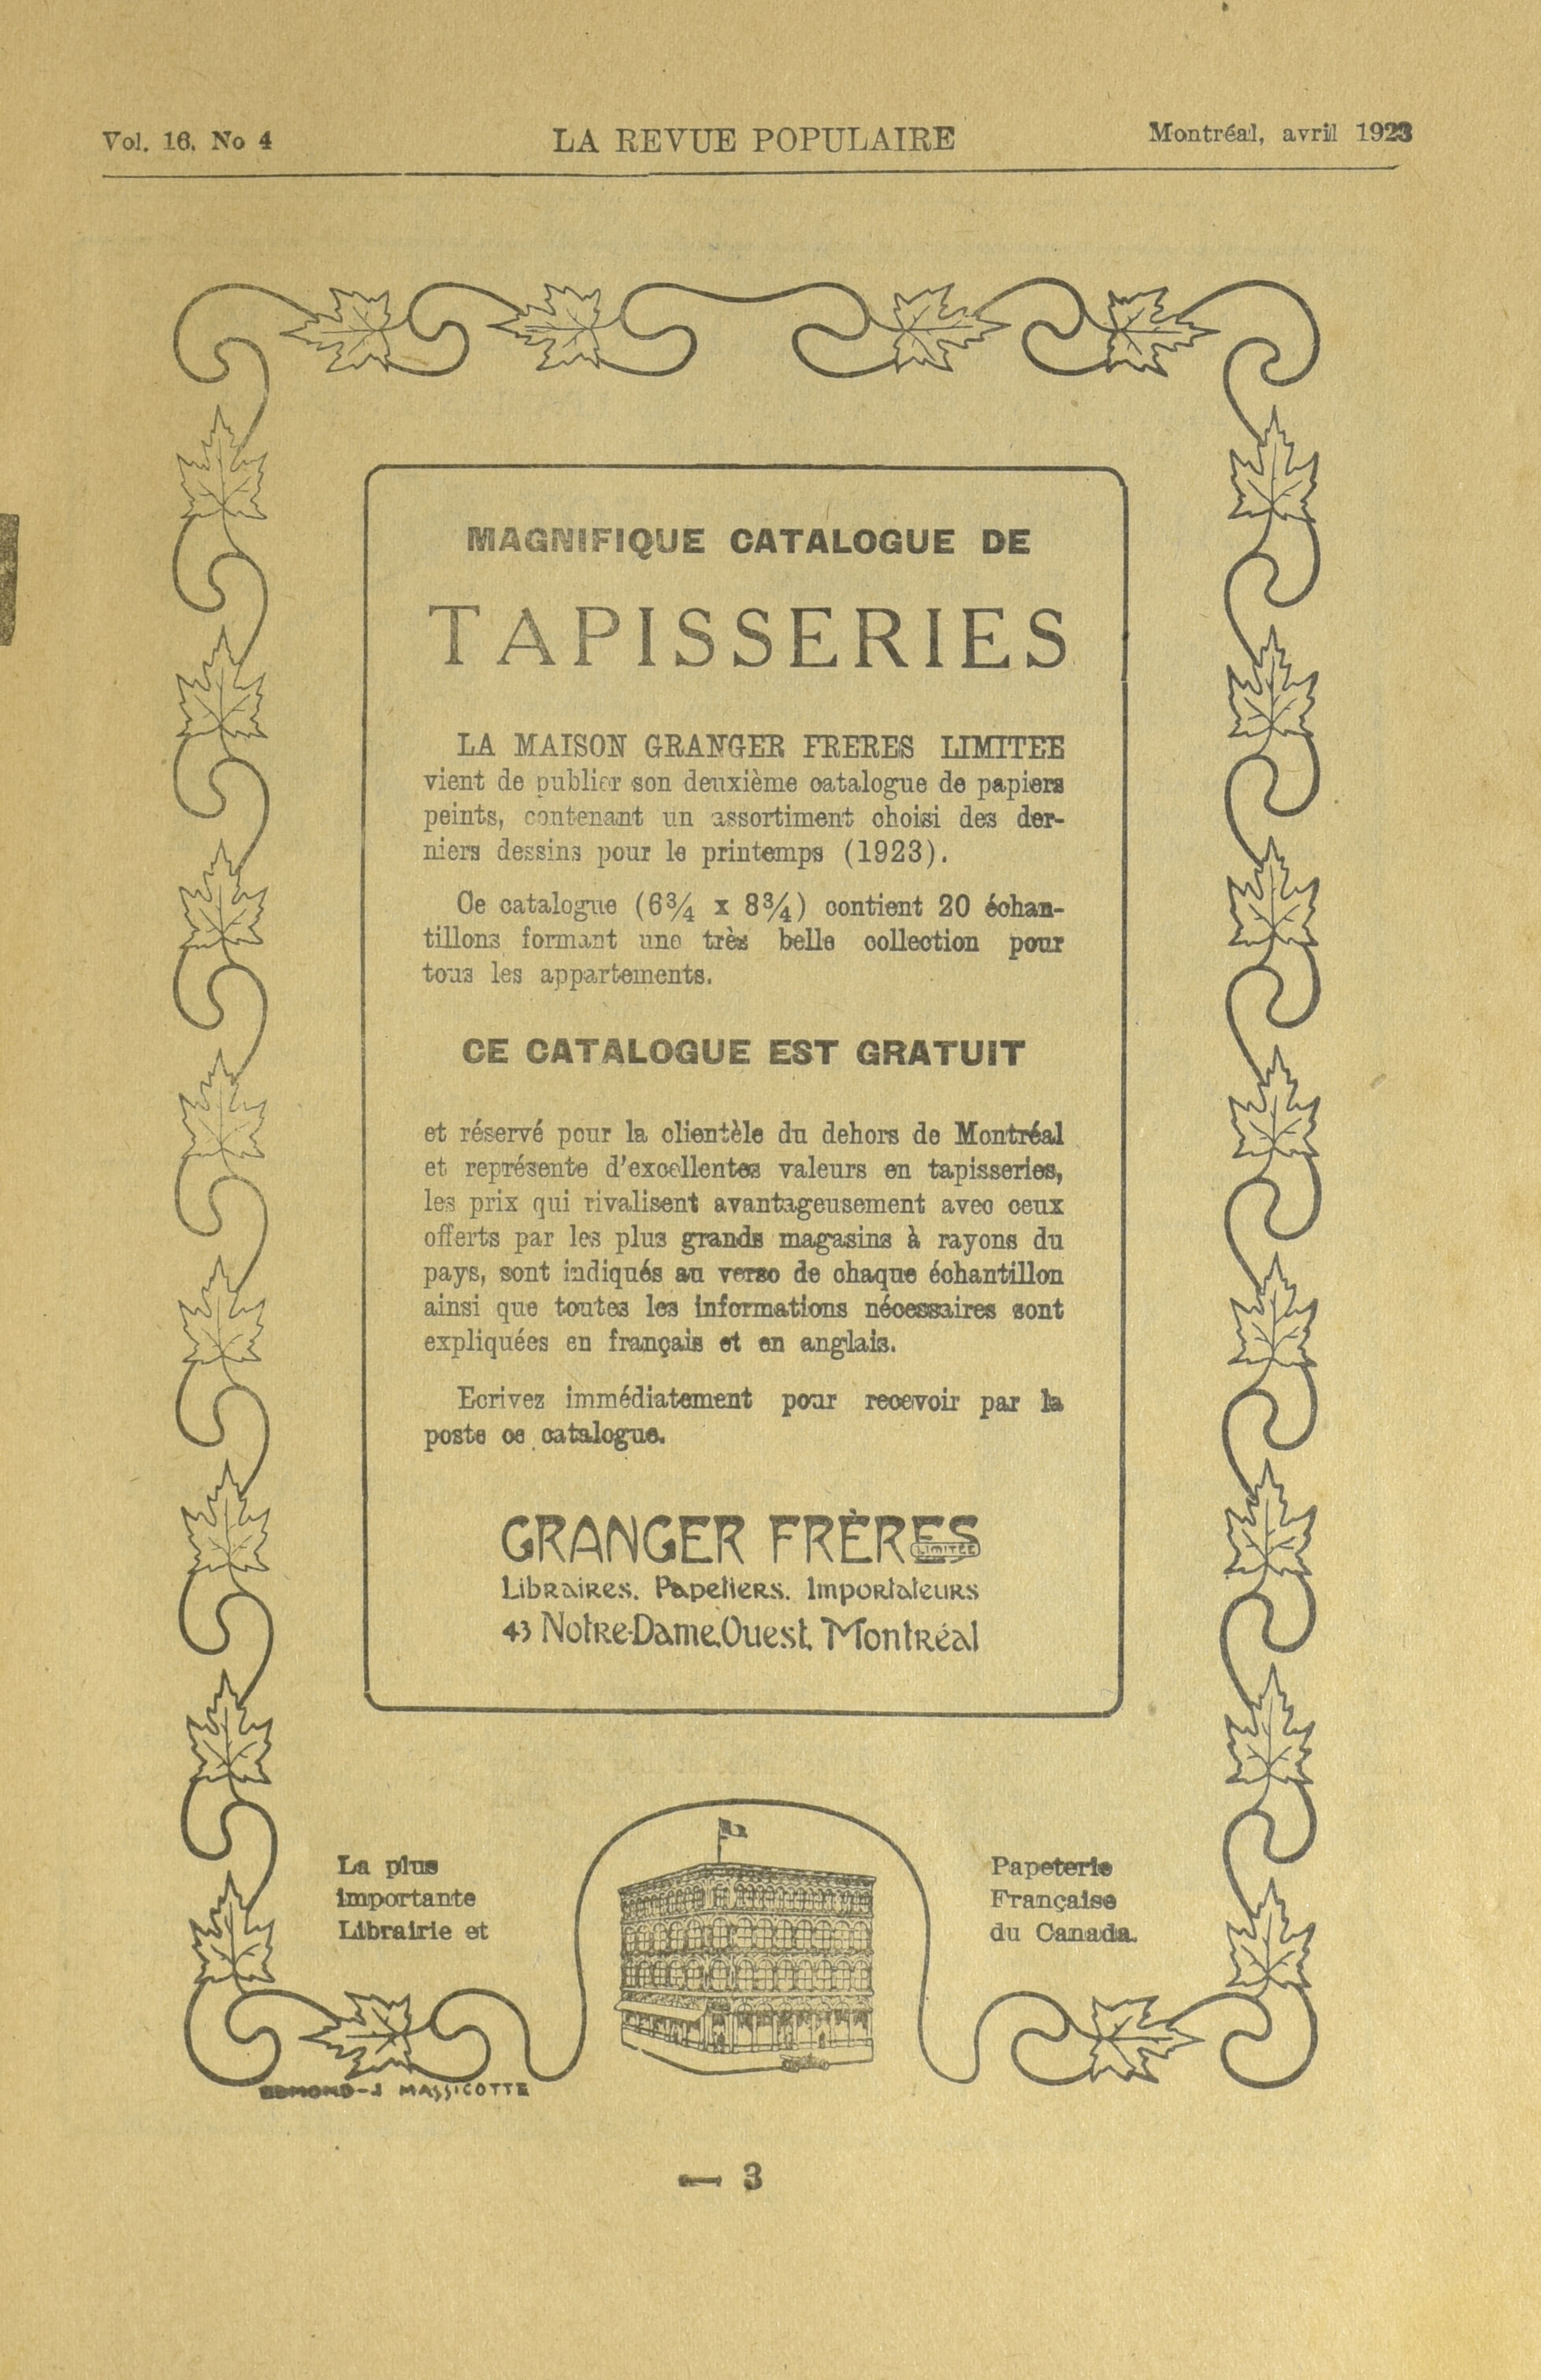 Vol. 16, No 4
LA REVUE POPULAIRE
Montréal, avril 1923
MAGNIFIQUE CATALOGUE DE
TAPISSERIES
LA MAISON GRANGER FRERES LIMITEE
vient de publier son deuxième catalogue de papiers
peints, contenant un assortiment choisi des der-
niers dessins pour le printemps (1923).
Ce catalogue (6¾ x 8¾) contient 20 échan-
tillons formant une très belle collection pour
tous les appartements.
CE CATALOGUE EST GRATUIT
et réservé pour la clientèle du dehors de Montréal
et représente d'excellentes valeurs en tapisseries,
les prix qui rivalisent avantageusement avec ceux
offerts par les plus grands magasins à rayons du
pays, sont indiqués au verso de chaque échantillon
ainsi que toutes les informations nécessaires sont
expliquées en français et en anglais.
Ecrivez immédiatement pour recevoir par la
poste ce catalogue.
GRANGER FRÈRES
LIMITÉE
Libraires, Papetiers, Importateurs
43 Notre-Dame, Ouest, Montréal
La plus
importante
Librairie et
Papeterie
Française
du Canada.
EDMOND-J MASSICOTTE
— 3